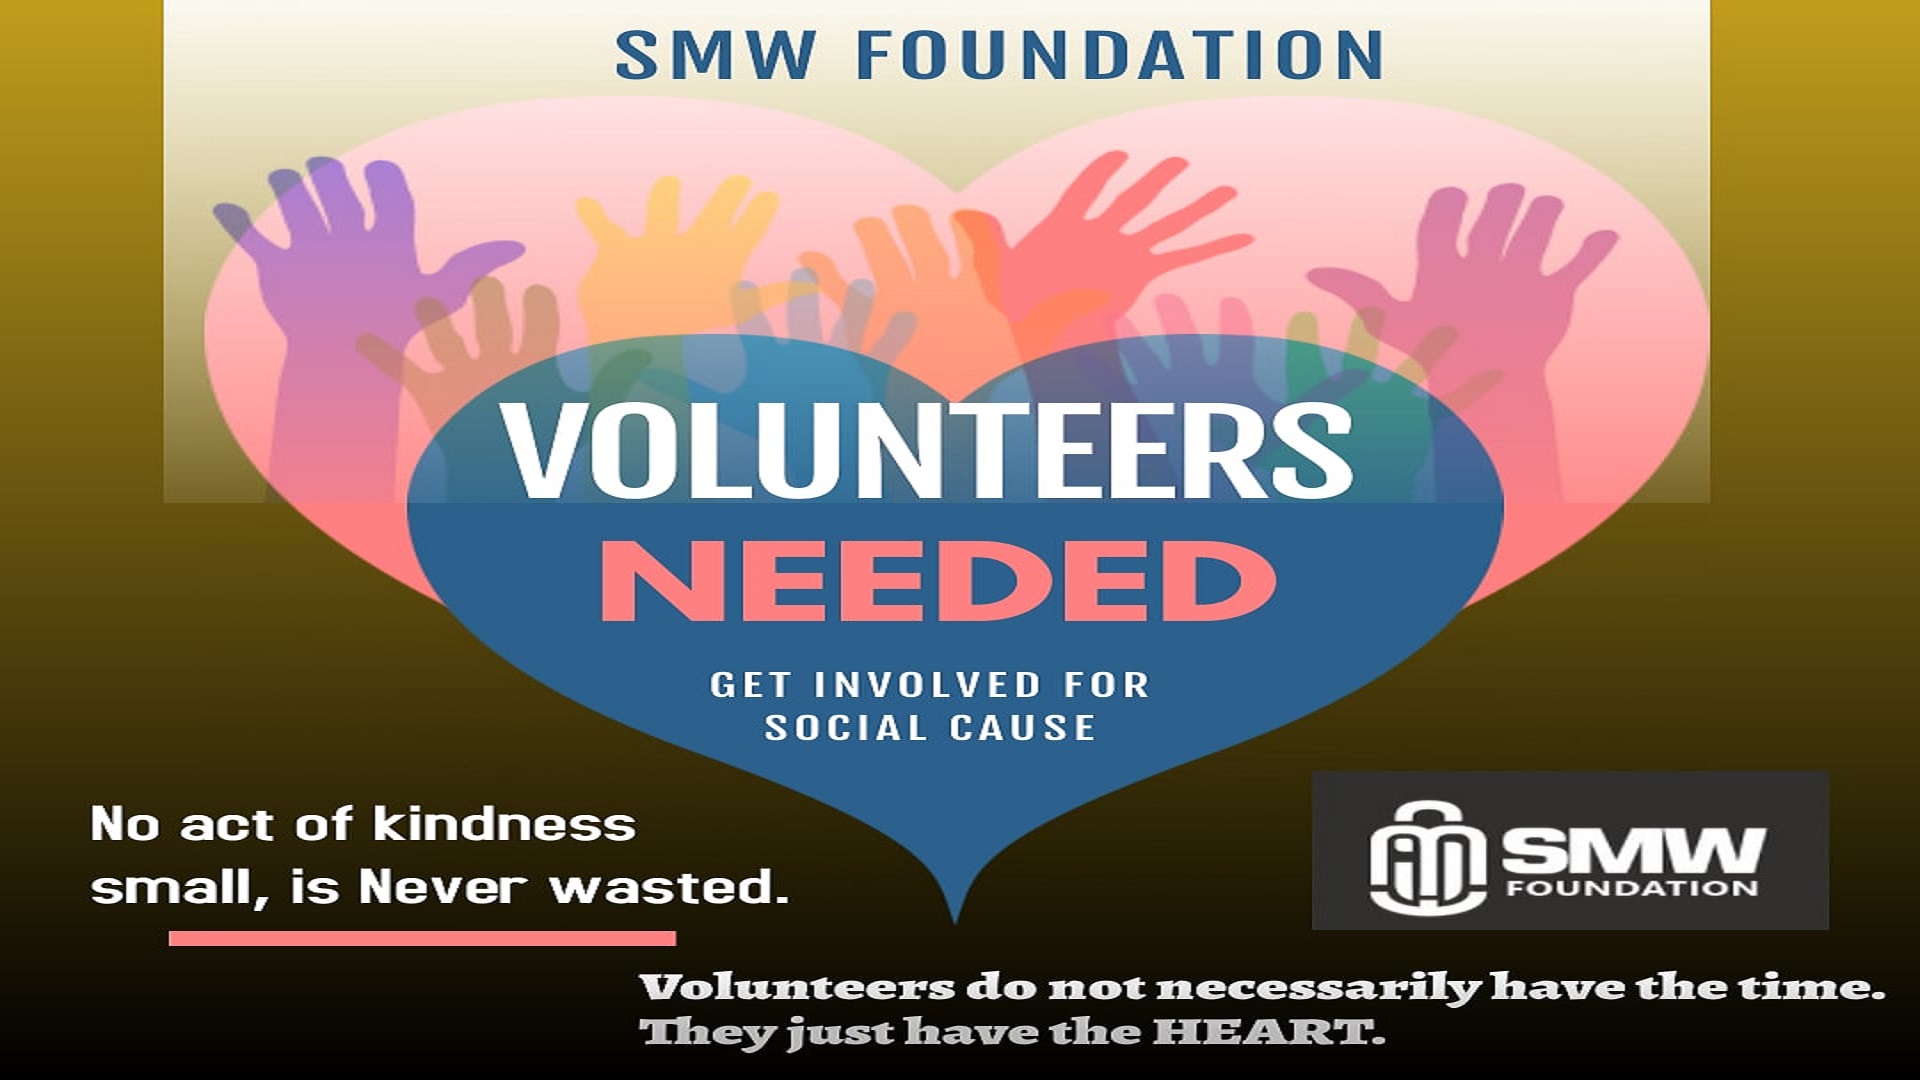 SMW FOUNDATION
VOLUNTEERS
NEEDED
GET INVOLVED FOR
SOCIAL CAUSE
No act of kindness
small, is Never wasted.
SMW
FOUNDATION
Volunteers do not necessarily have the time.
They just have the HEART.